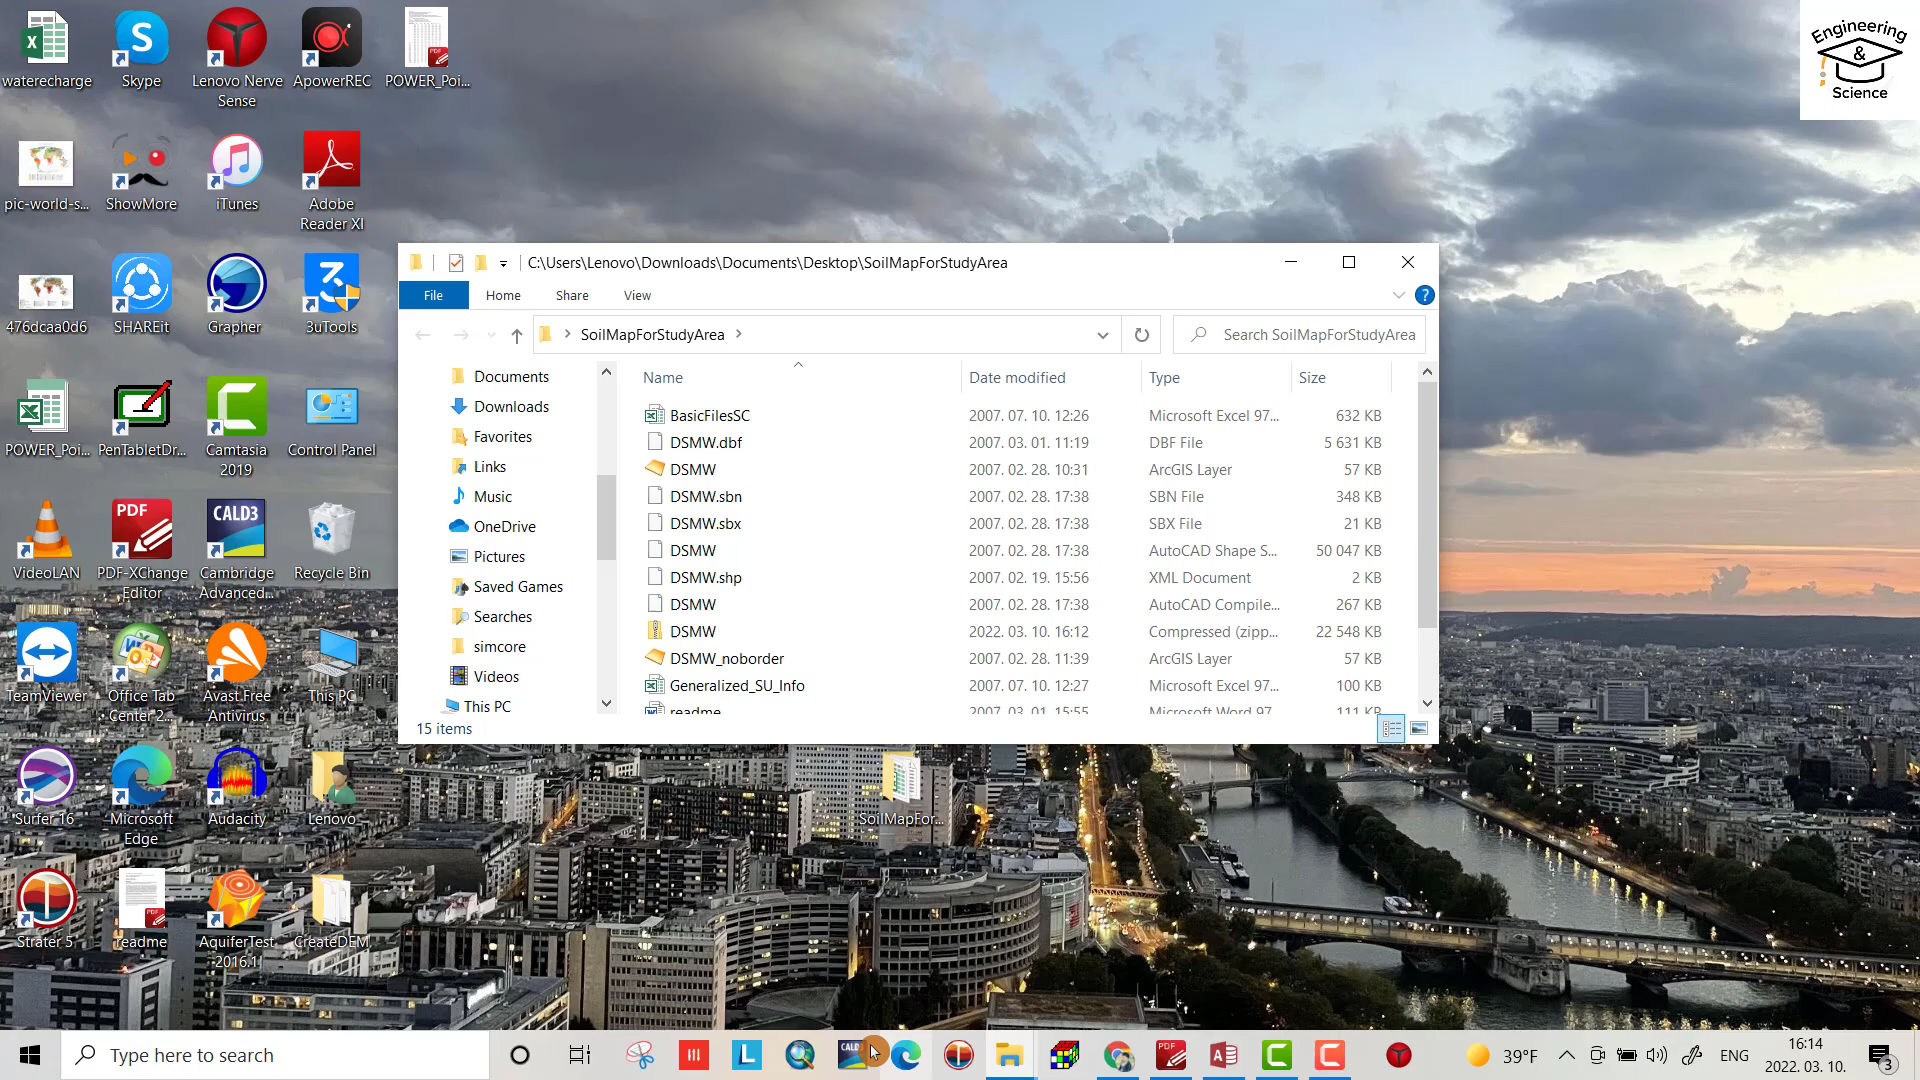 waterecharge
Skype
Lenovo Nerve
Sense
ApowerREC
POWER_Poi...
pic-world-s...
ShowMore
iTunes
Adobe
Reader XI
476dcaa0d6
SHAREit
Grapher
3uTools
POWER_Poi...
PenTabletDr...
Camtasia
2019
Control Panel
VideoLAN
PDF-XChange
Editor
Cambridge
Advanced...
Recycle Bin
TeamViewer
Office Tab
Center 2...
Avast Free
Antivirus
This PC
Surfer 16
Microsoft
Edge
Audacity
Lenovo
Strater 5
readme
AquiferTest
2016.1
CreateDEM
PDF
CALD3
SoilMapFor...
Engineering
&
Science
C:\Users\Lenovo\Downloads\Documents\Desktop\SoilMapForStudyArea
File Home Share View
SoilMapForStudyArea
Search SoilMapForStudyArea
Documents
Downloads
Favorites
Links
Music
OneDrive
Pictures
Saved Games
Searches
simcore
Videos
This PC
Name Date modified Type Size
BasicFilesSC 2007. 07. 10. 12:26 Microsoft Excel 97... 632 KB
DSMW.dbf 2007. 03. 01. 11:19 DBF File 5 631 KB
DSMW 2007. 02. 28. 10:31 ArcGIS Layer 57 KB
DSMW.sbn 2007. 02. 28. 17:38 SBN File 348 KB
DSMW.sbx 2007. 02. 28. 17:38 SBX File 21 KB
DSMW 2007. 02. 28. 17:38 AutoCAD Shape S... 50 047 KB
DSMW.shp 2007. 02. 19. 15:56 XML Document 2 KB
DSMW 2007. 02. 28. 17:38 AutoCAD Compile... 267 KB
DSMW 2022. 03. 10. 16:12 Compressed (zipp... 22 548 KB
DSMW_noborder 2007. 02. 28. 11:39 ArcGIS Layer 57 KB
Generalized_SU_Info 2007. 07. 10. 12:27 Microsoft Excel 97... 100 KB
readme 2007. 03. 01. 15:55 Microsoft Word 97... 111 KB
15 items
Type here to search
39°F
ENG
16:14
2022. 03. 10.
3